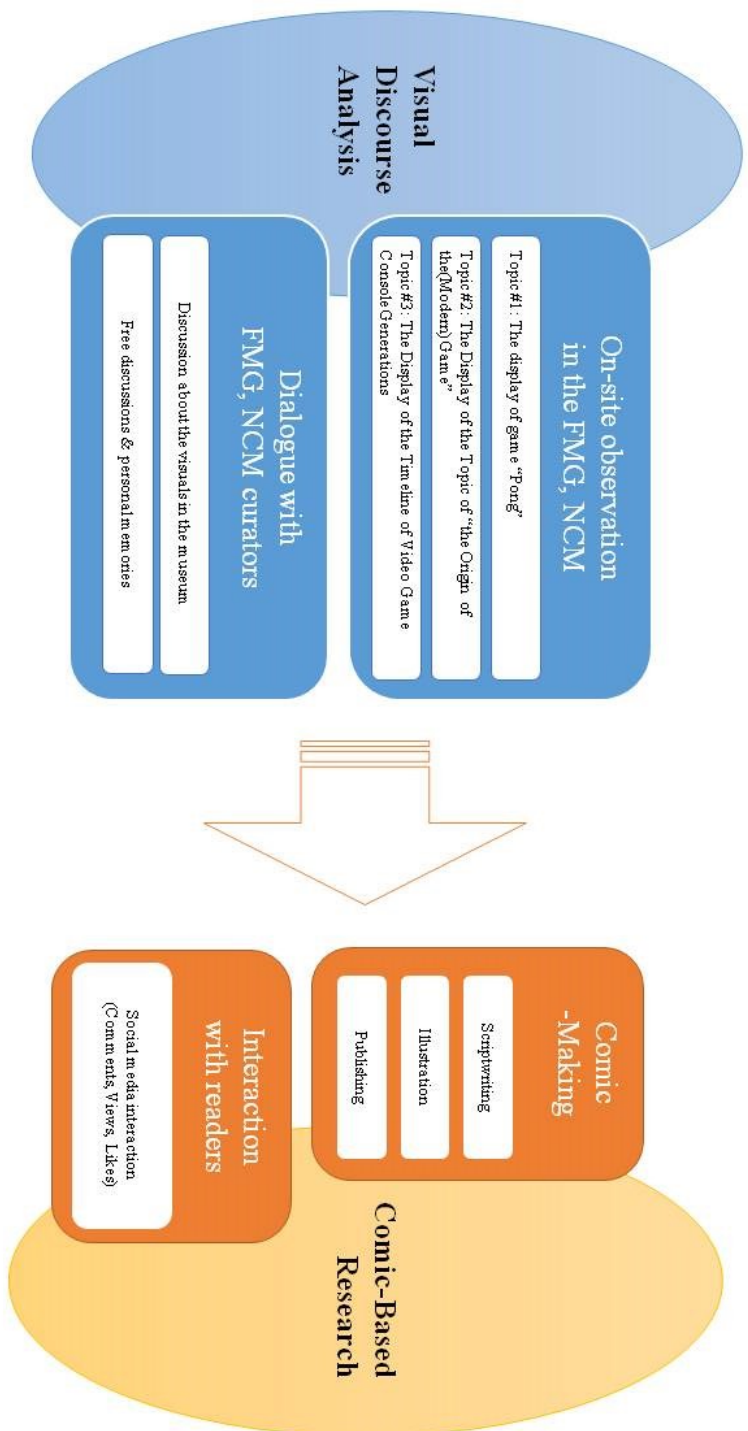 Visual
Discourse
Analysis
On-site observation
in the FMG, NCM
Topic#1: The display of game “Pong”
Topic#2: The Display of the Topic of “the Origin of
the(Modern)Game”
Topic#3: The Display of the Timeline of Video Game
Console Generations
Dialogue with
FMG, NCM curators
Discussion about the visuals in the museum
Free discussions & personal memories
Comic
-Making
Scriptwriting
Illustration
Publishing
Interaction
with readers
Social media interaction
(Comments, Views, Likes)
Comic-Based
Research